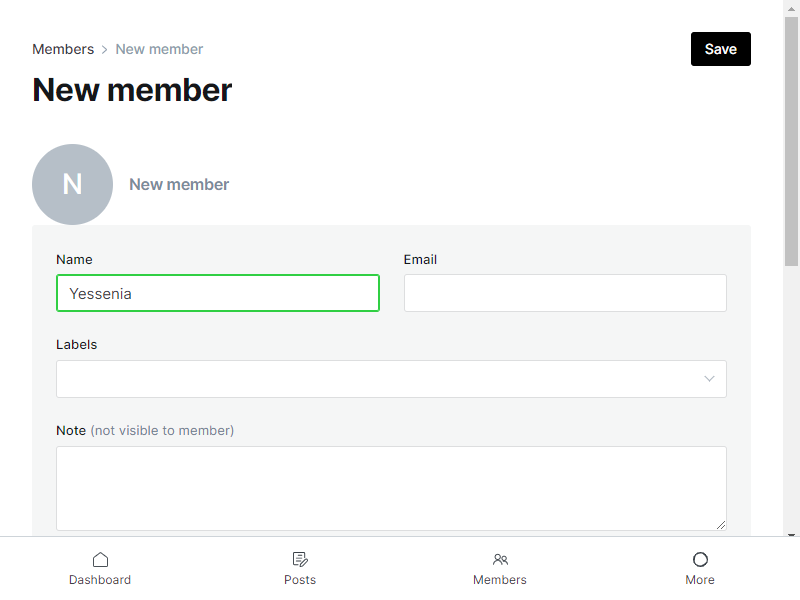 Members > New member
Save
New member
N
New member
Name
Email
Yessenia
Labels
Note (not visible to member)
Dashboard
Posts
Members
More